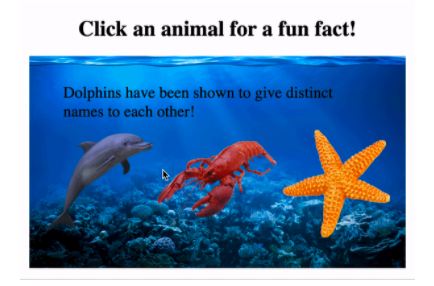 Click an animal for a fun fact!
Dolphins have been shown to give distinct
names to each other!